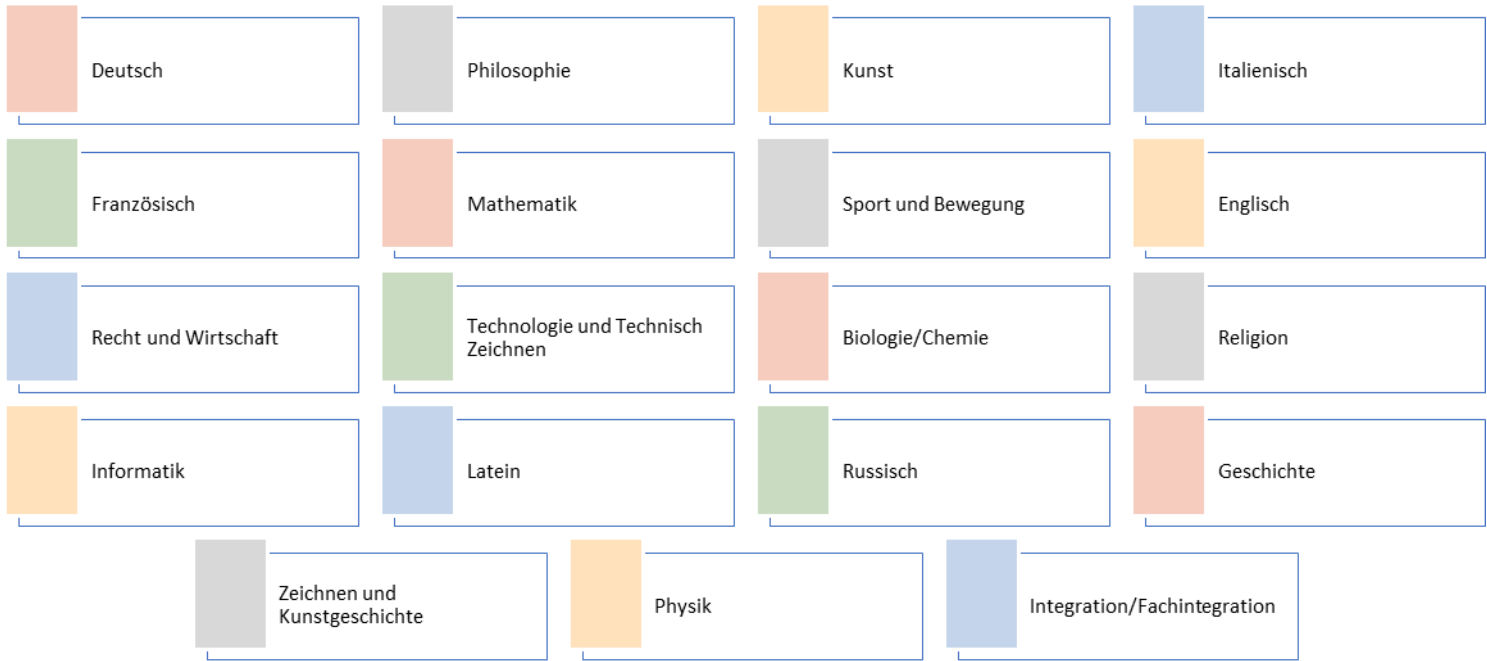 Deutsch
Philosophie
Kunst
Italienisch
Französisch
Mathematik
Sport und Bewegung
Englisch
Recht und Wirtschaft
Technologie und Technisch
Zeichnen
Biologie/Chemie
Religion
Informatik
Latein
Russisch
Geschichte
Zeichnen und
Kunstgeschichte
Physik
Integration/Fachintegration